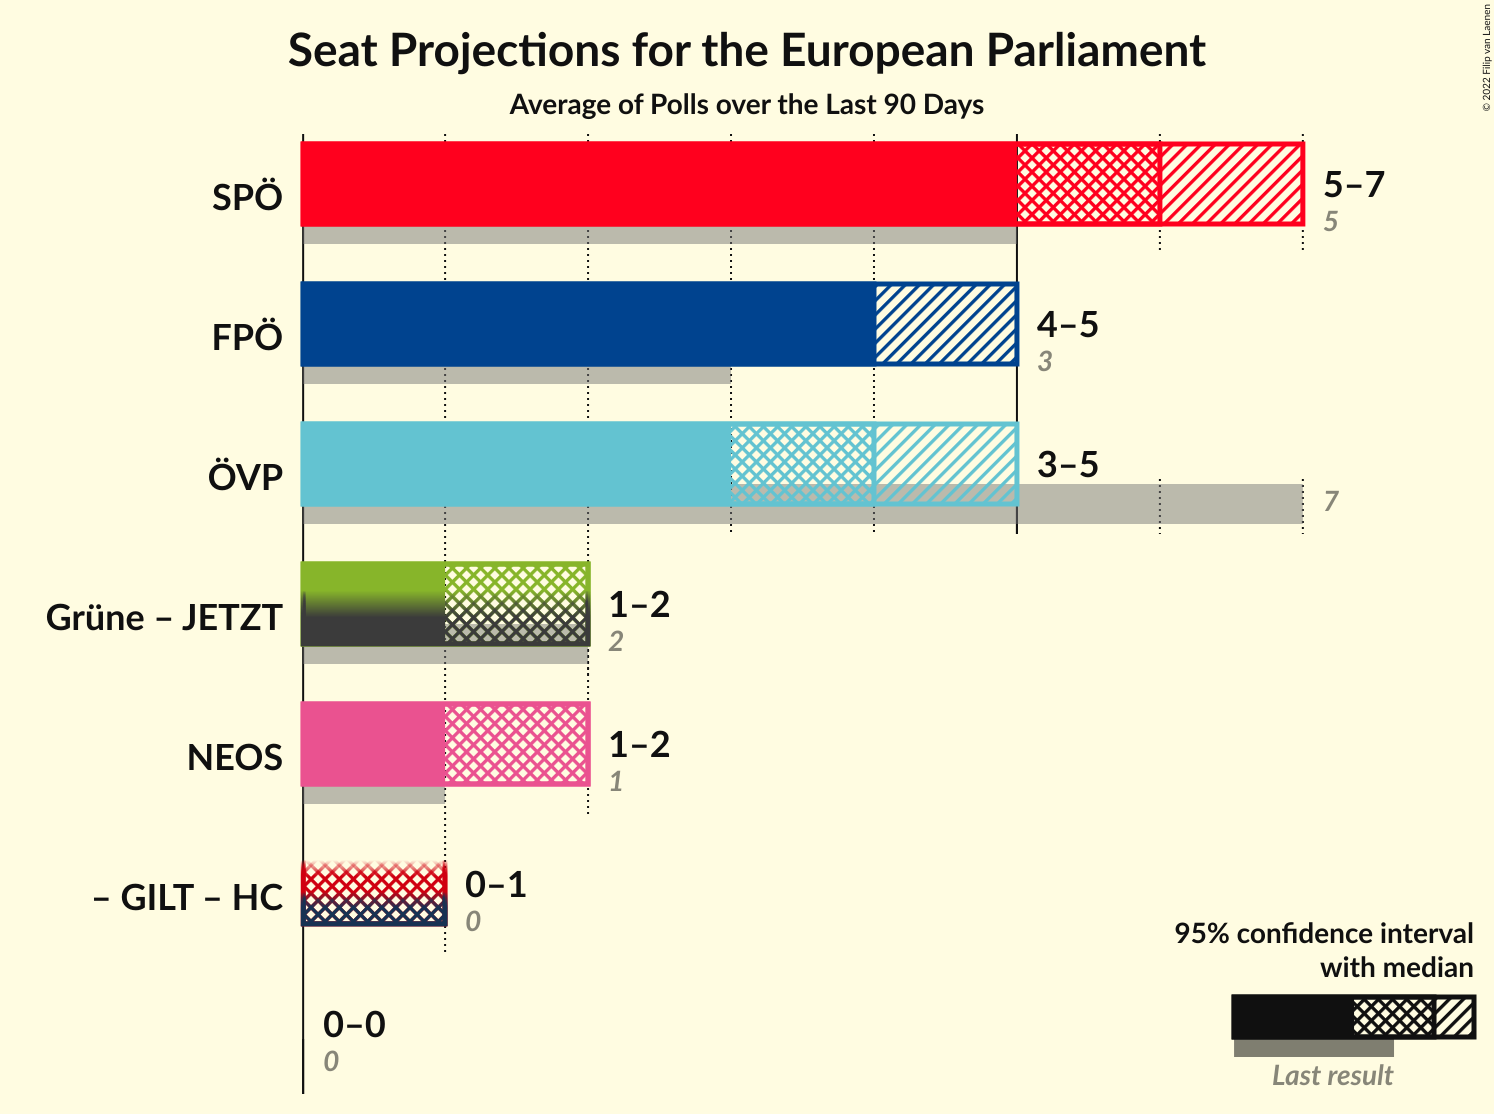 Seat Projections for the European Parliament
Average of Polls over the Last 90 Days
© 2022 Filip van Laenen
SPÖ
5–7
5
FPÖ
4–5
3
ÖVP
3–5
7
Grüne – JETZT
1–2
2
NEOS
1–2
1
– GILT – HC
0–1
0
0–0
0
95% confidence interval
with median
Last result